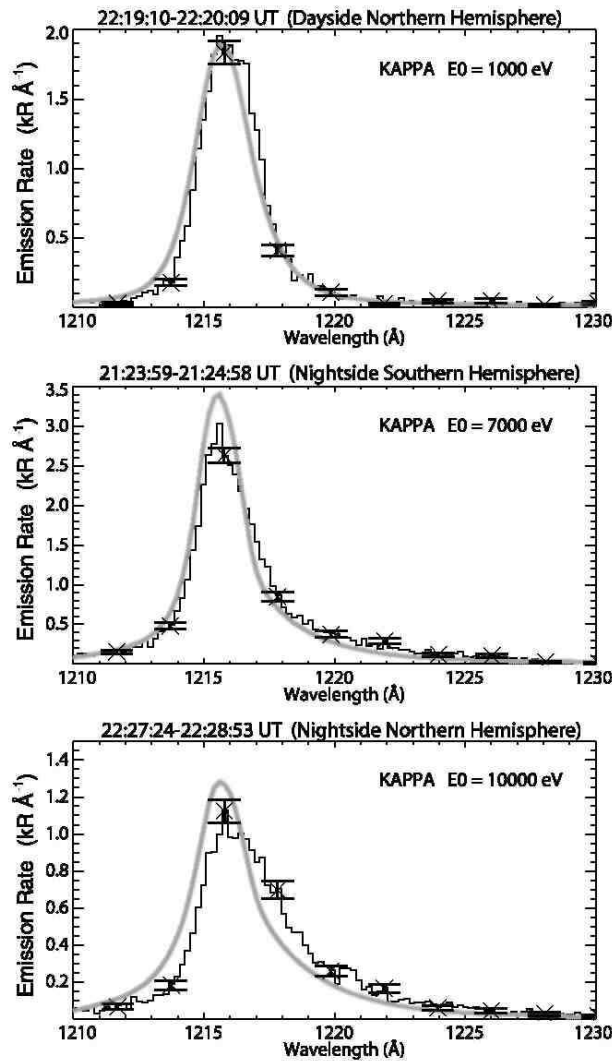 22:19:10-22:20:09 UT (Dayside Northern Hemisphere)
2.0
KAPPA E0 = 1000 eV
1.5
1.0
0.5
Emission Rate (kR Å⁻¹)
1210 1215 1220 1225 1230
Wavelength (Å)
21:23:59-21:24:58 UT (Nightside Southern Hemisphere)
3.5
KAPPA E0 = 7000 eV
3.0
2.5
2.0
1.5
1.0
0.5
Emission Rate (kR Å⁻¹)
1210 1215 1220 1225 1230
Wavelength (Å)
22:27:24-22:28:53 UT (Nightside Northern Hemisphere)
1.4
KAPPA E0 = 10000 eV
1.2
1.0
0.8
0.6
0.4
0.2
Emission Rate (kR Å⁻¹)
1210 1215 1220 1225 1230
Wavelength (Å)